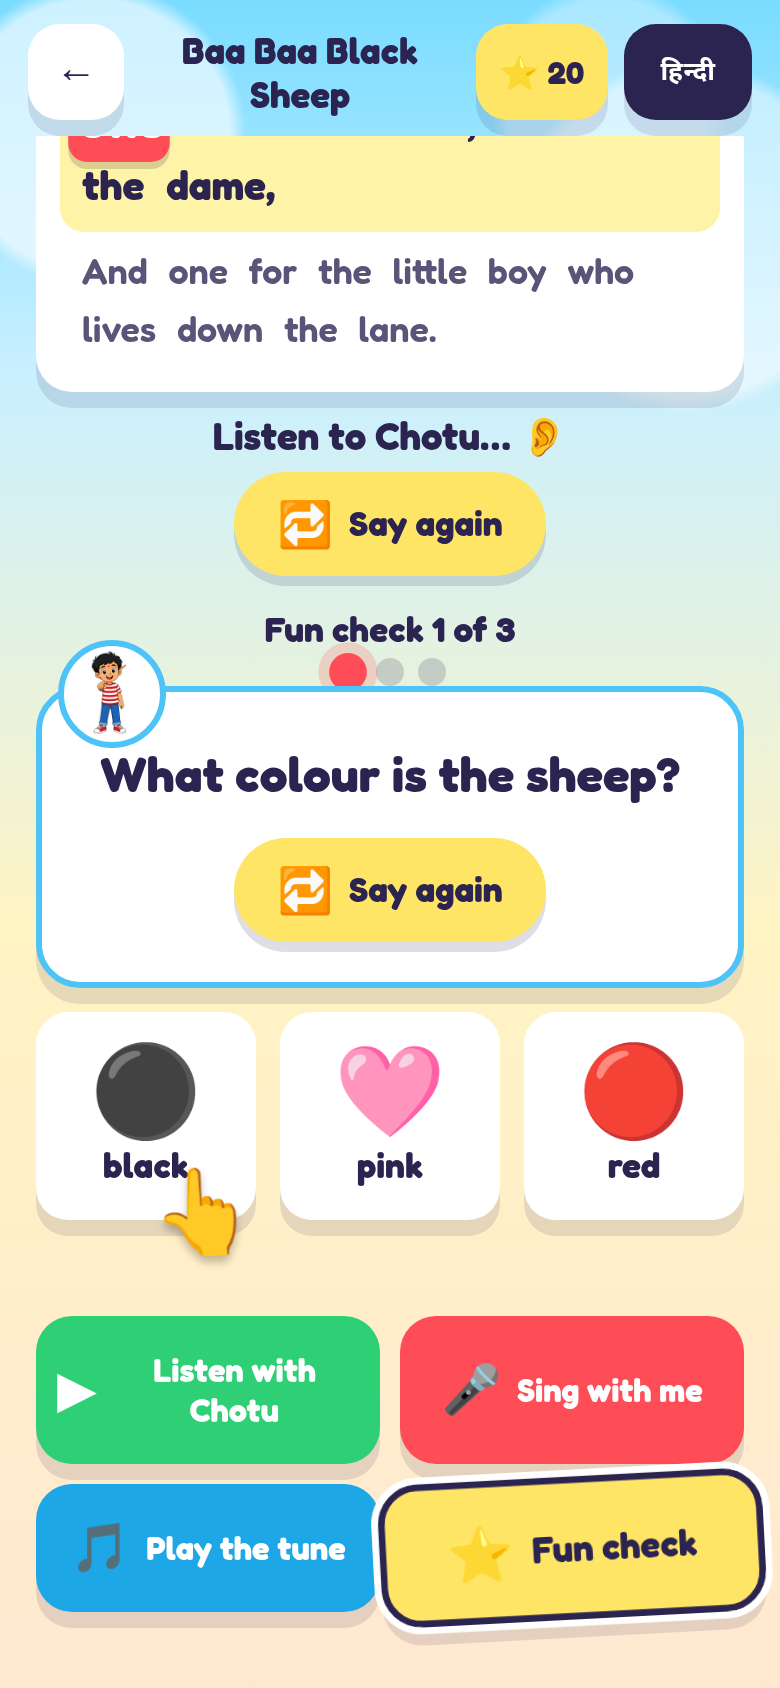 ←
Baa Baa Black
Sheep
20
हिन्दी
the dame,
And one for the little boy who
lives down the lane.
Listen to Chotu...
Say again
Fun check 1 of 3
What colour is the sheep?
Say again
black
pink
red
Listen with
Chotu
Sing with me
Play the tune
Fun check